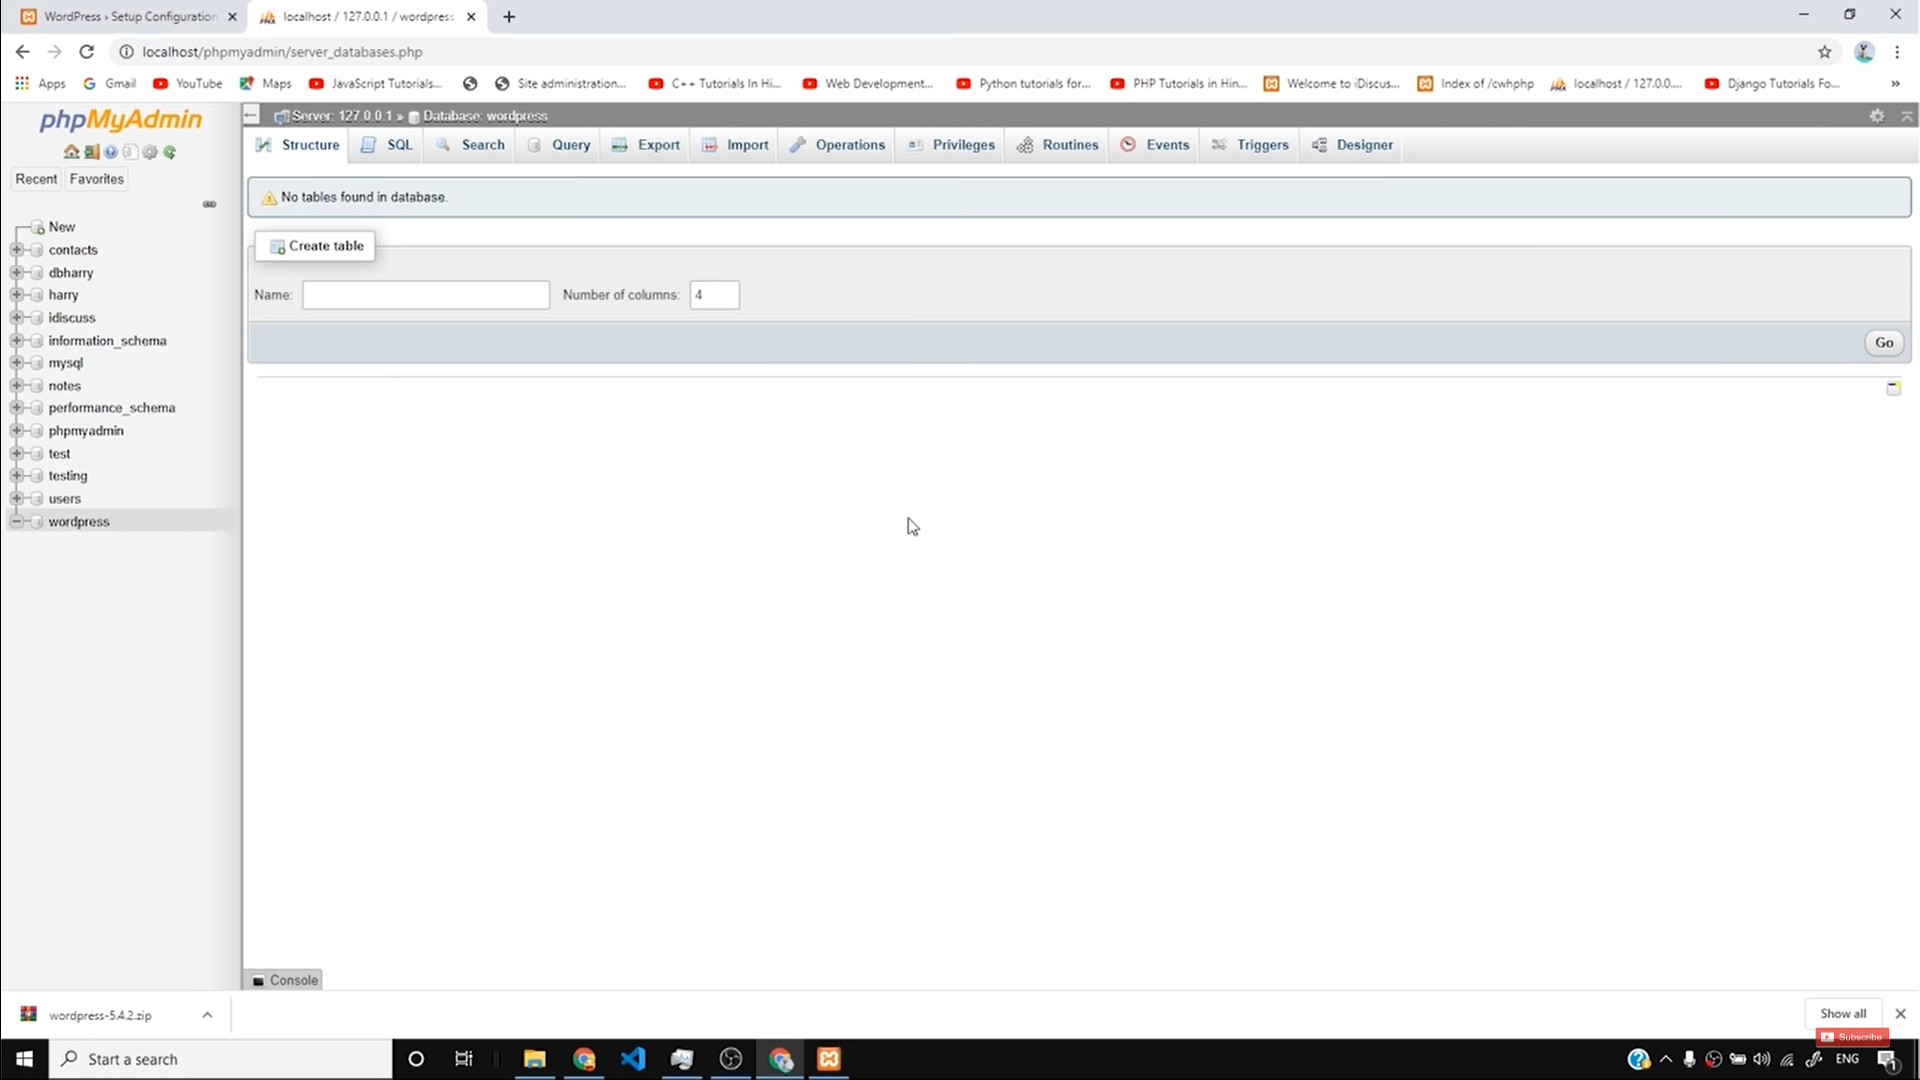 WordPress › Setup Configuration
localhost / 127.0.0.1 / wordpress
localhost/phpmyadmin/server_databases.php
Apps Gmail YouTube Maps JavaScript Tutorials... Site administration... C++ Tutorials In Hi... Web Development... Python tutorials for... PHP Tutorials in Hin... Welcome to iDiscus... Index of /cwhphp localhost / 127.0.0.... Django Tutorials Fo... »
phpMyAdmin
Recent Favorites
New
contacts
dbharry
harry
idiscuss
information_schema
mysql
notes
performance_schema
phpmyadmin
test
testing
users
wordpress
Server: 127.0.0.1 » Database: wordpress
Structure SQL Search Query Export Import Operations Privileges Routines Events Triggers Designer
No tables found in database.
Create table
Name: Number of columns: 4
Go
Console
wordpress-5.4.2.zip
Show all
Subscribe
Start a search
ENG
1